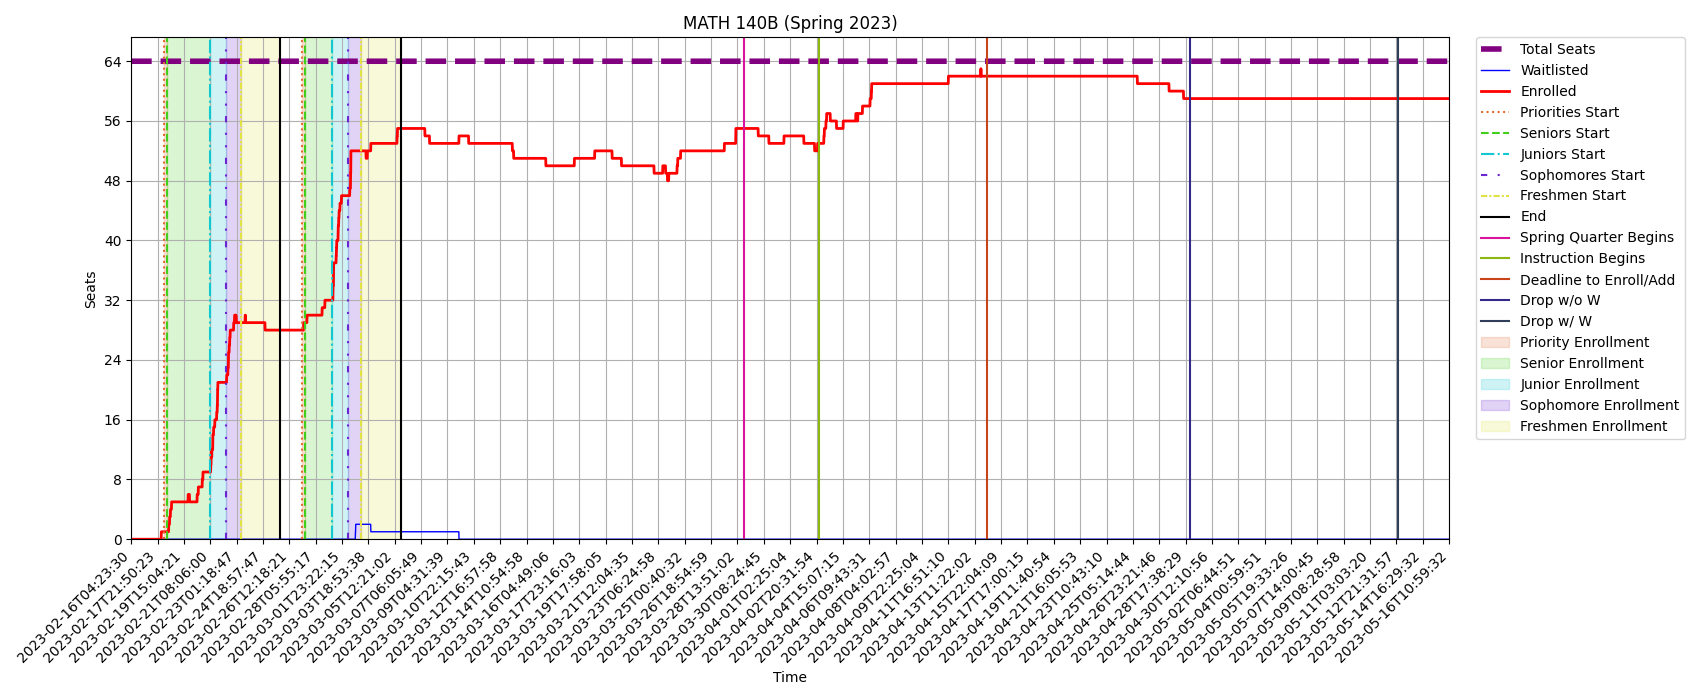 MATH 140B (Spring 2023)
Seats
64
56
48
40
32
24
16
8
0
2023-02-16T04:23:30
2023-02-17T21:50:23
2023-02-19T15:04:21
2023-02-21T08:06:00
2023-02-23T01:18:47
2023-02-24T18:57:47
2023-02-26T12:18:21
2023-02-28T05:55:17
2023-03-01T23:22:15
2023-03-03T18:53:38
2023-03-05T12:21:02
2023-03-07T06:05:49
2023-03-09T04:31:39
2023-03-10T22:15:43
2023-03-12T16:57:58
2023-03-14T10:54:58
2023-03-16T04:49:06
2023-03-17T23:16:03
2023-03-19T17:58:05
2023-03-21T12:04:35
2023-03-23T06:24:58
2023-03-25T00:40:32
2023-03-26T18:54:59
2023-03-28T13:51:02
2023-03-30T08:24:45
2023-04-01T02:25:04
2023-04-02T20:31:54
2023-04-04T15:07:15
2023-04-06T09:43:31
2023-04-08T04:02:57
2023-04-09T22:25:04
2023-04-11T16:51:10
2023-04-13T11:22:02
2023-04-15T22:04:09
2023-04-17T17:00:15
2023-04-19T11:40:54
2023-04-21T16:05:53
2023-04-23T10:43:10
2023-04-25T05:14:44
2023-04-26T23:21:46
2023-04-28T17:38:29
2023-04-30T12:10:56
2023-05-02T06:44:51
2023-05-04T00:59:51
2023-05-05T19:33:26
2023-05-07T14:00:45
2023-05-09T08:28:58
2023-05-11T03:03:20
2023-05-12T21:31:57
2023-05-14T16:29:32
2023-05-16T10:59:32
Time
Total Seats
Waitlisted
Enrolled
Priorities Start
Seniors Start
Juniors Start
Sophomores Start
Freshmen Start
End
Spring Quarter Begins
Instruction Begins
Deadline to Enroll/Add
Drop w/o W
Drop w/ W
Priority Enrollment
Senior Enrollment
Junior Enrollment
Sophomore Enrollment
Freshmen Enrollment